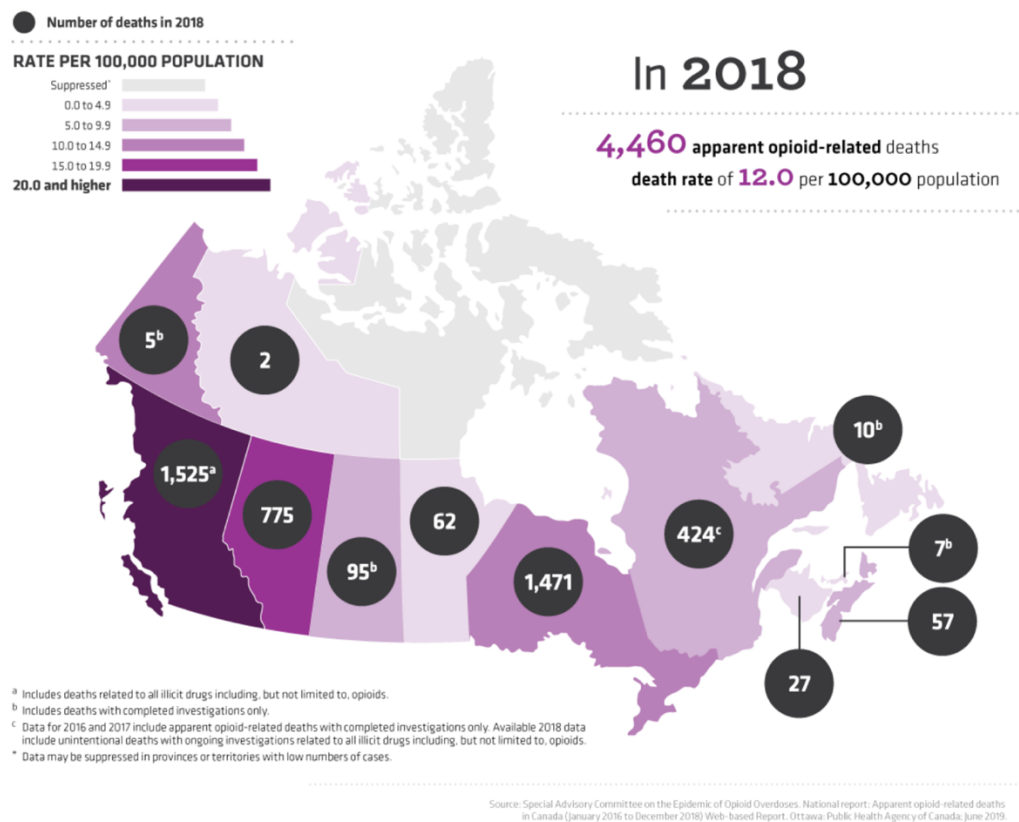 Number of deaths in 2018
RATE PER 100,000 POPULATION
Suppressed*
0.0 to 4.9
5.0 to 9.9
10.0 to 14.9
15.0 to 19.9
20.0 and higher
In 2018
4,460 apparent opioid-related deaths
death rate of 12.0 per 100,000 population
5ᵇ
2
10ᵇ
1,525ᵃ
775
62
424ᶜ
7ᵇ
95ᵇ
1,471
57
27
ᵃ Includes deaths related to all illicit drugs including, but not limited to, opioids.
ᵇ Includes deaths with completed investigations only.
ᶜ Data for 2016 and 2017 include apparent opioid-related deaths with completed investigations only. Available 2018 data
include unintentional deaths with ongoing investigations related to all illicit drugs including, but not limited to, opioids.
* Data may be suppressed in provinces or territories with low numbers of cases.
Source: Special Advisory Committee on the Epidemic of Opioid Overdoses. National report: Apparent opioid-related deaths
in Canada (January 2016 to December 2018) Web-based Report. Ottawa: Public Health Agency of Canada; June 2019.